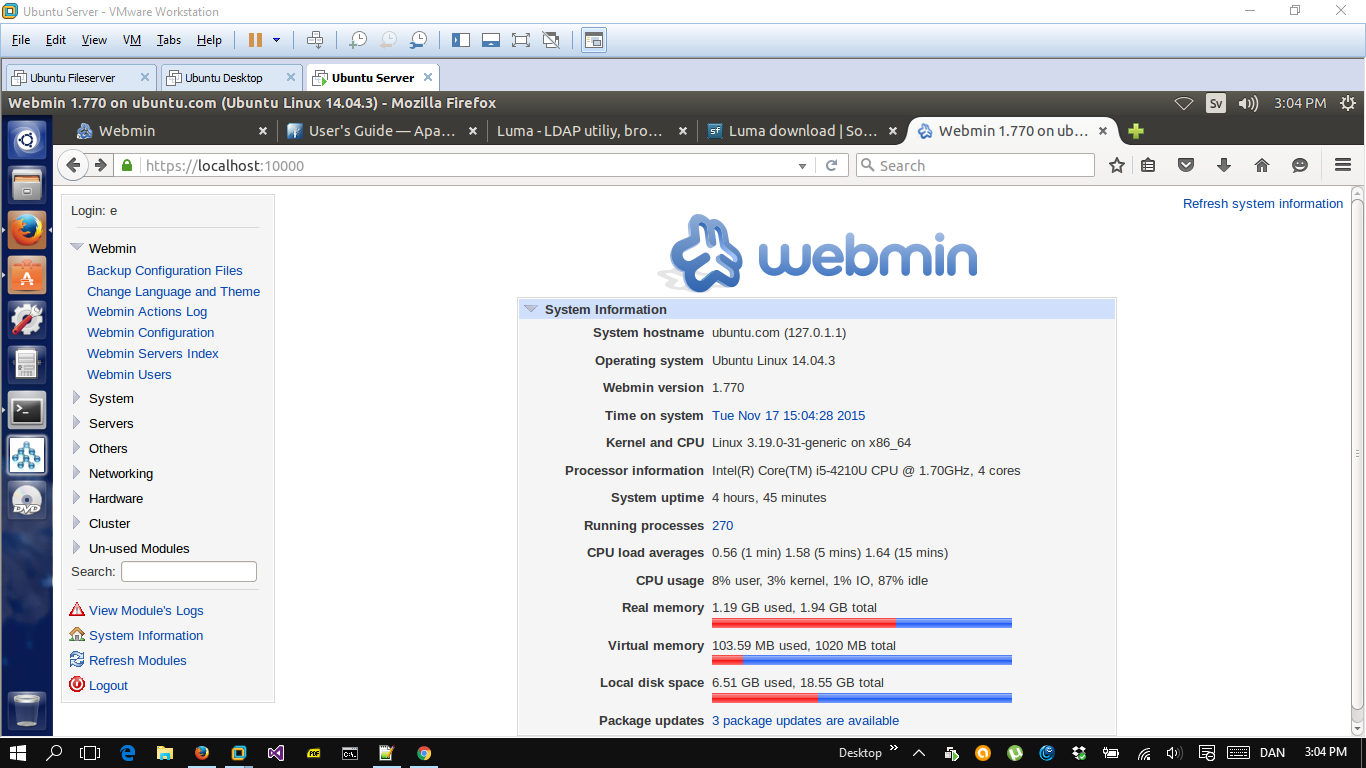 Ubuntu Server - VMware Workstation
File Edit View VM Tabs Help
Ubuntu Fileserver Ubuntu Desktop Ubuntu Server
Webmin 1.770 on ubuntu.com (Ubuntu Linux 14.04.3) - Mozilla Firefox Sv 3:04 PM
Webmin User's Guide — Apa... Luma - LDAP utiliy, bro... sf Luma download | So... Webmin 1.770 on ub...
https://localhost:10000 Search
Refresh system information
Login: e
Webmin
Backup Configuration Files
Change Language and Theme
Webmin Actions Log
Webmin Configuration
Webmin Servers Index
Webmin Users
System
Servers
Others
Networking
Hardware
Cluster
Un-used Modules
Search:
View Module's Logs
System Information
Refresh Modules
Logout
webmin
System Information
System hostname ubuntu.com (127.0.1.1)
Operating system Ubuntu Linux 14.04.3
Webmin version 1.770
Time on system Tue Nov 17 15:04:28 2015
Kernel and CPU Linux 3.19.0-31-generic on x86_64
Processor information Intel(R) Core(TM) i5-4210U CPU @ 1.70GHz, 4 cores
System uptime 4 hours, 45 minutes
Running processes 270
CPU load averages 0.56 (1 min) 1.58 (5 mins) 1.64 (15 mins)
CPU usage 8% user, 3% kernel, 1% IO, 87% idle
Real memory 1.19 GB used, 1.94 GB total
Virtual memory 103.59 MB used, 1020 MB total
Local disk space 6.51 GB used, 18.55 GB total
Package updates 3 package updates are available
Desktop DAN 3:04 PM